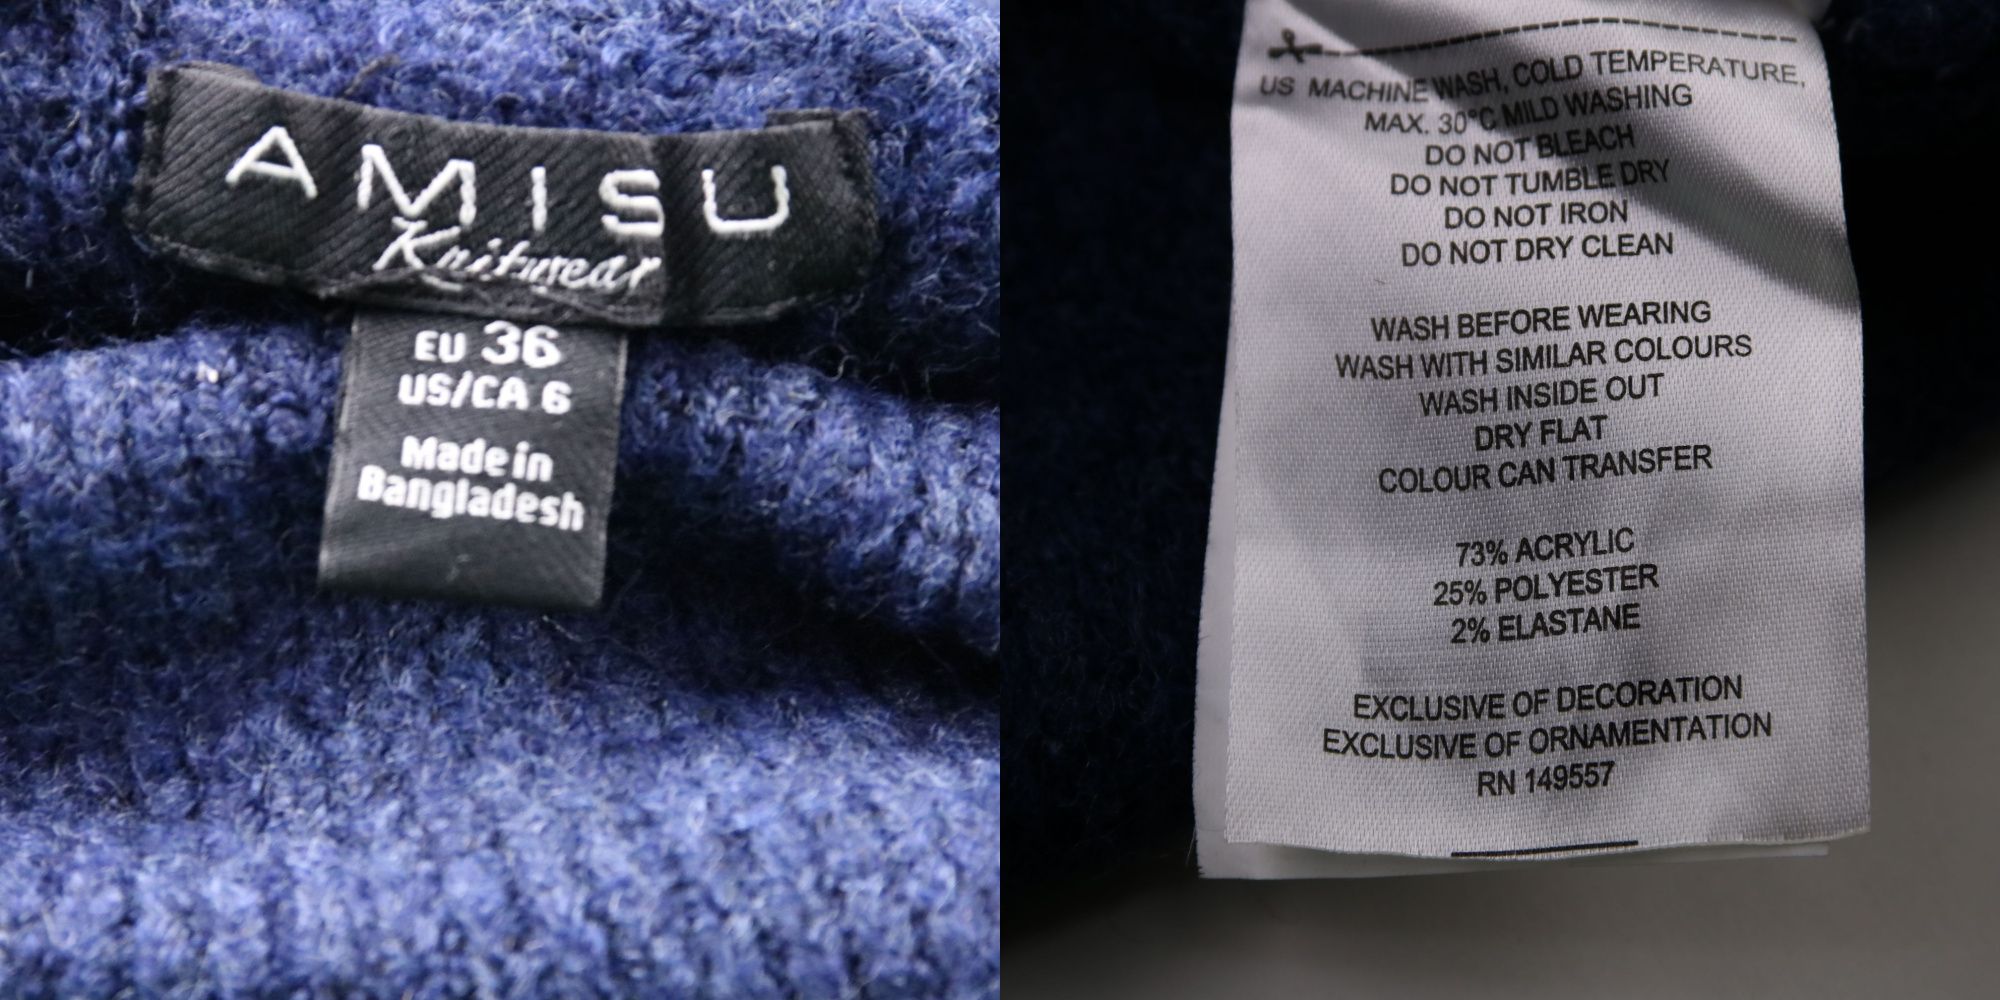 AMISU
Knitwear
EU 36
US/CA 6
Made in
Bangladesh
US MACHINE WASH, COLD TEMPERATURE,
MAX. 30°C MILD WASHING
DO NOT BLEACH
DO NOT TUMBLE DRY
DO NOT IRON
DO NOT DRY CLEAN
WASH BEFORE WEARING
WASH WITH SIMILAR COLOURS
WASH INSIDE OUT
DRY FLAT
COLOUR CAN TRANSFER
73% ACRYLIC
25% POLYESTER
2% ELASTANE
EXCLUSIVE OF DECORATION
EXCLUSIVE OF ORNAMENTATION
RN 149557